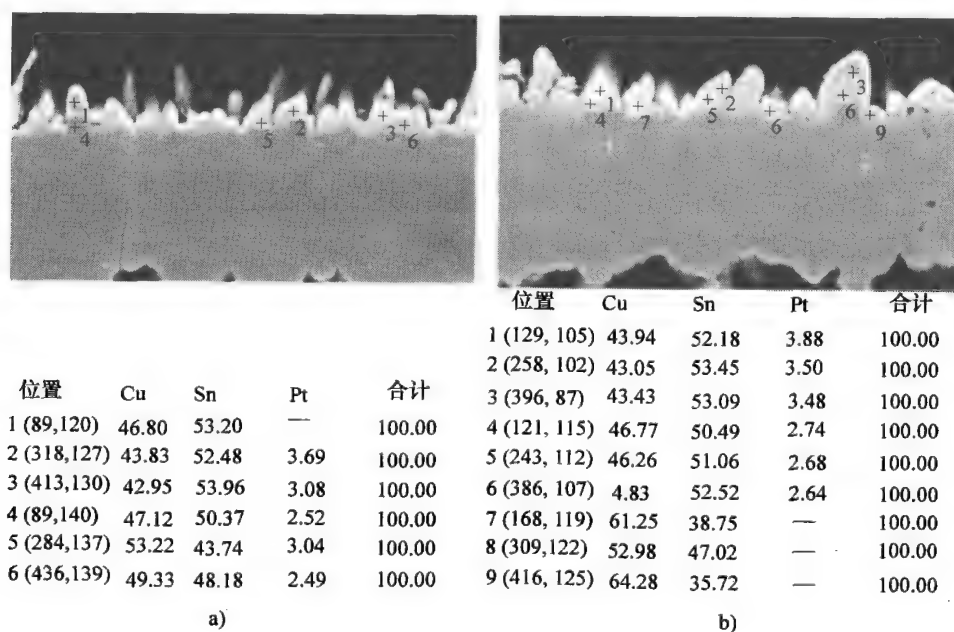 1
4
5
2
3
6
1
4
7
5
2
6
3
6
9
位置 Cu Sn Pt 合计
1 (89,120) 46.80 53.20 — 100.00
2 (318,127) 43.83 52.48 3.69 100.00
3 (413,130) 42.95 53.96 3.08 100.00
4 (89,140) 47.12 50.37 2.52 100.00
5 (284,137) 53.22 43.74 3.04 100.00
6 (436,139) 49.33 48.18 2.49 100.00
a)
位置 Cu Sn Pt 合计
1 (129, 105) 43.94 52.18 3.88 100.00
2 (258, 102) 43.05 53.45 3.50 100.00
3 (396, 87) 43.43 53.09 3.48 100.00
4 (121, 115) 46.77 50.49 2.74 100.00
5 (243, 112) 46.26 51.06 2.68 100.00
6 (386, 107) 4.83 52.52 2.64 100.00
7 (168, 119) 61.25 38.75 — 100.00
8 (309,122) 52.98 47.02 — 100.00
9 (416, 125) 64.28 35.72 — 100.00
b)